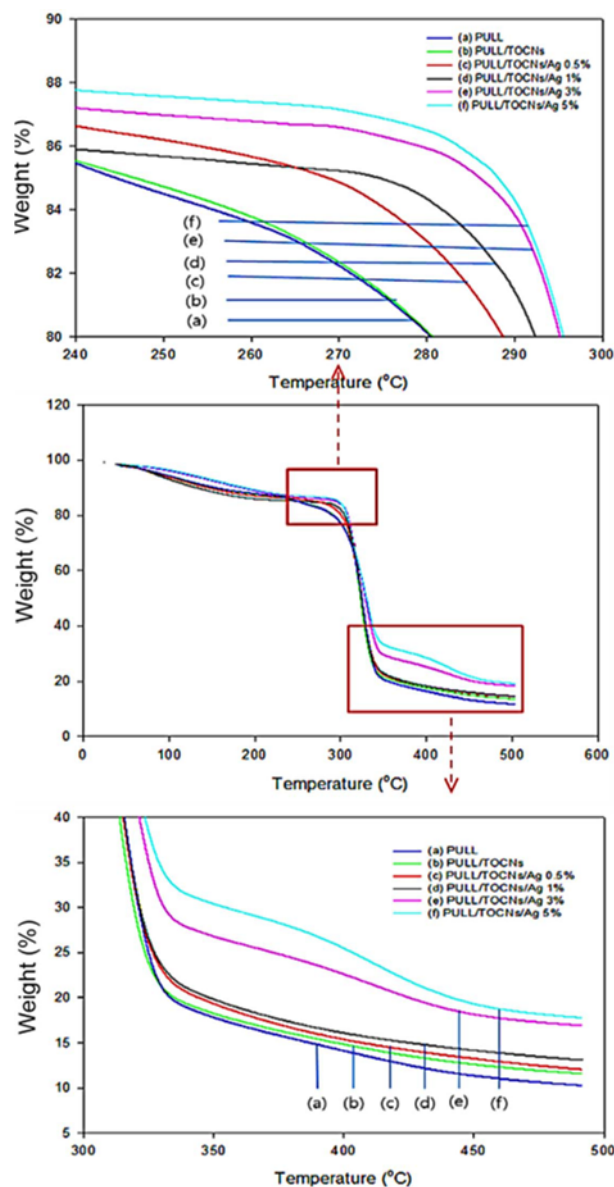 90
88
86
84
82
80
Weight (%)
(a) PULL
(b) PULL/TOCNs
(c) PULL/TOCNs/Ag 0.5%
(d) PULL/TOCNs/Ag 1%
(e) PULL/TOCNs/Ag 3%
(f) PULL/TOCNs/Ag 5%
(f)
(e)
(d)
(c)
(b)
(a)
240 250 260 270 280 290 300
Temperature (°C)
120
100
80
60
40
20
0
Weight (%)
0 100 200 300 400 500 600
Temperature (°C)
40
35
30
25
20
15
10
5
Weight (%)
(a) PULL
(b) PULL/TOCNs
(c) PULL/TOCNs/Ag 0.5%
(d) PULL/TOCNs/Ag 1%
(e) PULL/TOCNs/Ag 3%
(f) PULL/TOCNs/Ag 5%
(a) (b) (c) (d) (e) (f)
300 350 400 450 500
Temperature (°C)